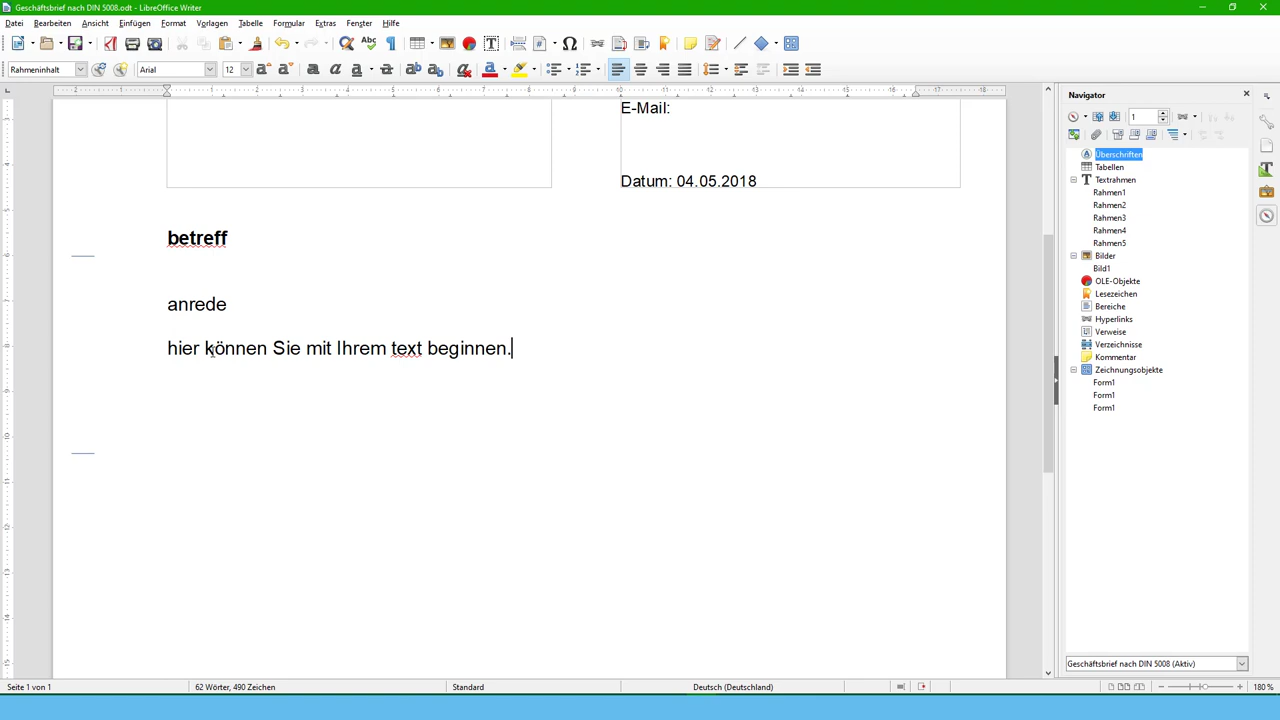 Geschäftsbrief nach DIN 5008.odt - LibreOffice Writer
Datei Bearbeiten Ansicht Einfügen Format Vorlagen Tabelle Formular Extras Fenster Hilfe
Rahmeninhalt Arial 12
E-Mail:
Datum: 04.05.2018
betreff
anrede
hier können Sie mit Ihrem text beginnen.
Navigator
1
Überschriften
Tabellen
Textrahmen
Rahmen1
Rahmen2
Rahmen3
Rahmen4
Rahmen5
Bilder
Bild1
OLE-Objekte
Lesezeichen
Bereiche
Hyperlinks
Verweise
Verzeichnisse
Kommentar
Zeichnungsobjekte
Form1
Form1
Form1
Geschäftsbrief nach DIN 5008 (Aktiv)
Seite 1 von 1 62 Wörter, 490 Zeichen Standard Deutsch (Deutschland) 180 %